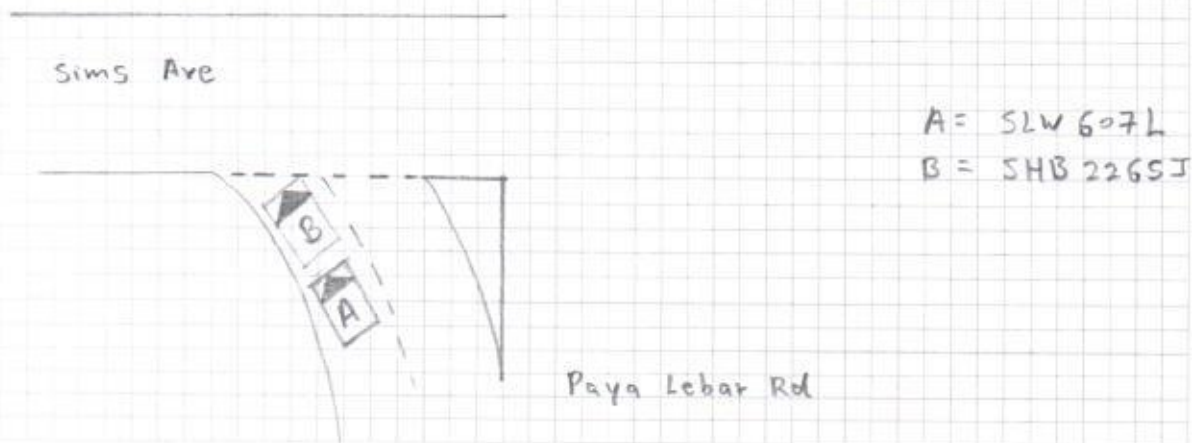 Sims Ave
A = SLW 607L
B = SHB 2265J
B
A
Paya Lebar Rd